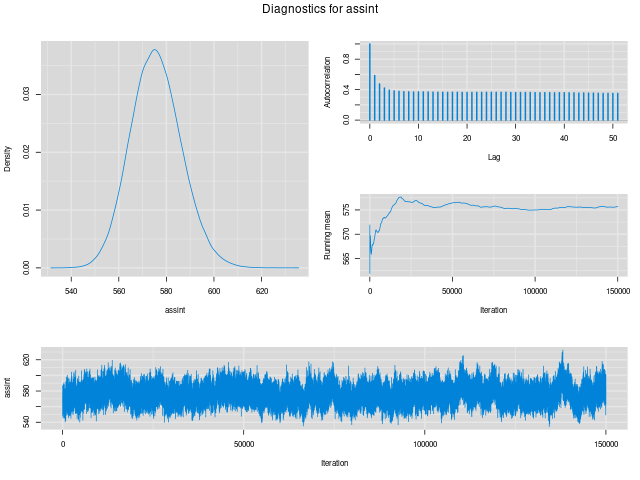 Diagnostics for assint
Density
0.00 0.01 0.02 0.03
540 560 580 600 620
assint
Autocorrelation
0.0 0.4 0.8
0 10 20 30 40 50
Lag
Running mean
565 570 575
0 50000 100000 150000
Iteration
assint
540 580 620
0 50000 100000 150000
Iteration